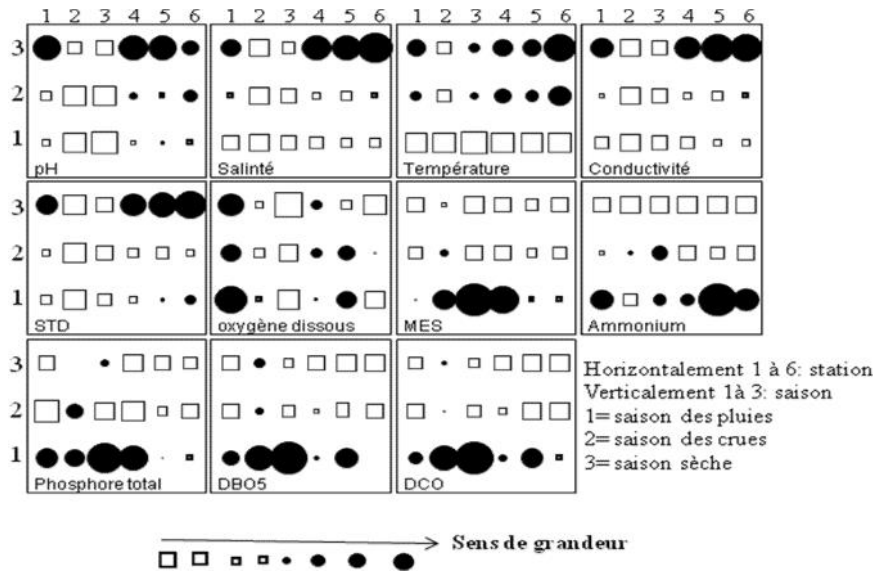 1 2 3 4 5 6 1 2 3 4 5 6 1 2 3 4 5 6 1 2 3 4 5 6
3
2
1
pH Salinté Température Conductivité
3
2
1
STD oxygène dissous MES Ammonium
3
2
1
Phosphore total DBO5 DCO
Horizontalement 1 à 6: station
Verticalement 1à 3: saison
1= saison des pluies
2= saison des crues
3= saison sèche
Sens de grandeur